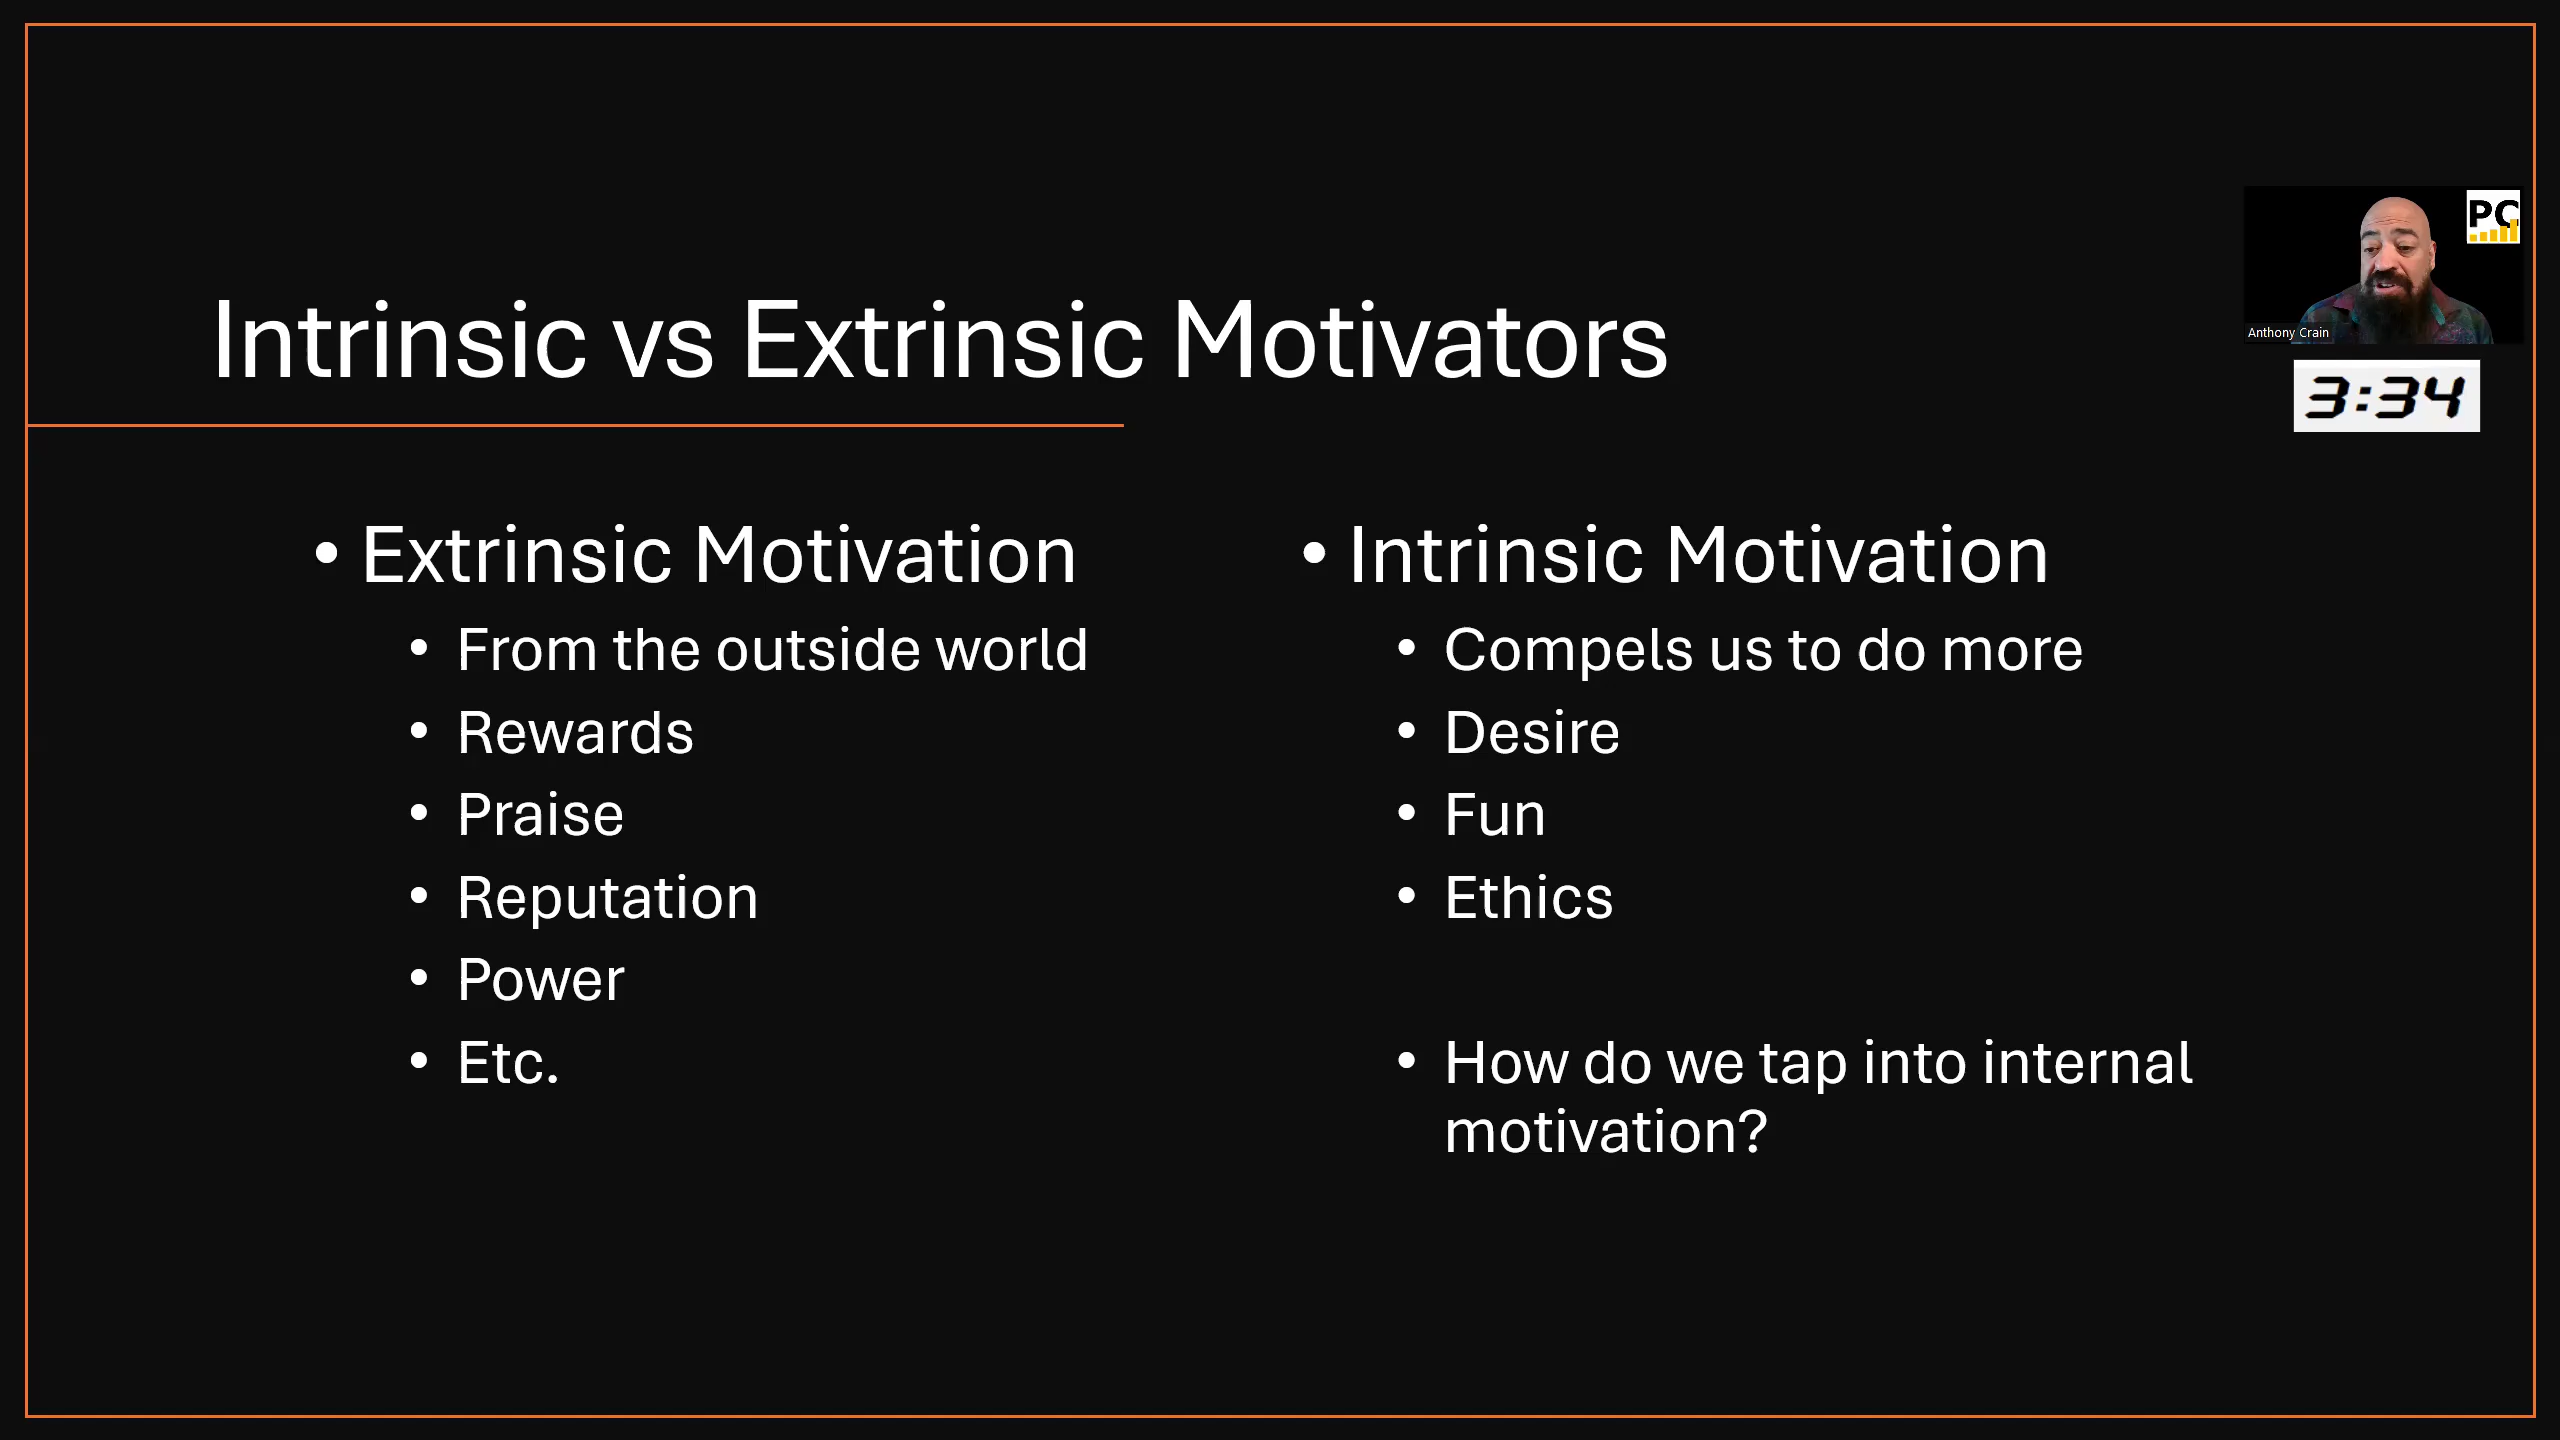 PC
Anthony Crain
3:34
Intrinsic vs Extrinsic Motivators
• Extrinsic Motivation
• From the outside world
• Rewards
• Praise
• Reputation
• Power
• Etc.
• Intrinsic Motivation
• Compels us to do more
• Desire
• Fun
• Ethics
• How do we tap into internal
motivation?